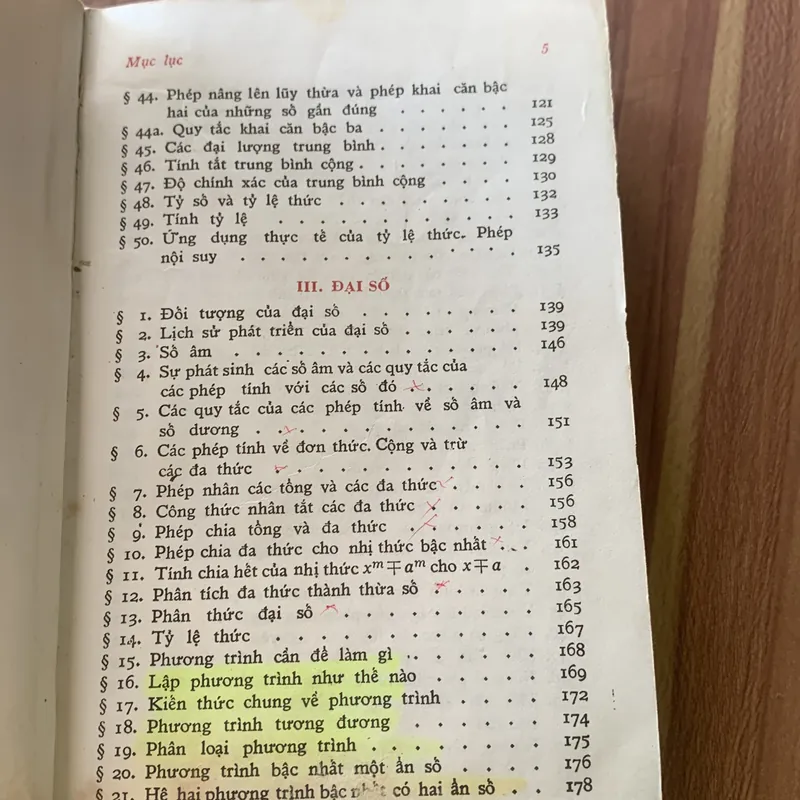 Mục lục 5
§ 44. Phép nâng lên lũy thừa và phép khai căn bậc
hai của những số gần đúng . . . . . . 121
§ 44a. Quy tắc khai căn bậc ba . . . . . . . 125
§ 45. Các đại lượng trung bình . . . . . . . 128
§ 46. Tính tắt trung bình cộng . . . . . . . . 129
§ 47. Độ chính xác của trung bình cộng . . . . 130
§ 48. Tỷ số và tỷ lệ thức . . . . . . . . . 132
§ 49. Tính tỷ lệ . . . . . . . . . . . 133
§ 50. Ứng dụng thực tế của tỷ lệ thức. Phép
nội suy . . . . . . . . . . . . 135
III. ĐẠI SỐ
§ 1. Đối tượng của đại số . . . . . . . . 139
§ 2. Lịch sử phát triển của đại số . . . . . . 139
§ 3. Số âm . . . . . . . . . . . . 146
§ 4. Sự phát sinh các số âm và các quy tắc của
các phép tính với các số đó . . . . . . 148
§ 5. Các quy tắc của các phép tính về số âm và
số dương . . . . . . . . . . . . 151
§ 6. Các phép tính về đơn thức. Cộng và trừ
các đa thức . . . . . . . . . . . 153
§ 7. Phép nhân các tổng và các đa thức . . . . 156
§ 8. Công thức nhân tắt các đa thức . . . . . 156
§ 9. Phép chia tổng và đa thức . . . . . . 158
§ 10. Phép chia đa thức cho nhị thức bậc nhất . . . 161
§ 11. Tính chia hết của nhị thức xᵐ∓aᵐ cho x∓a . 162
§ 12. Phân tích đa thức thành thừa số . . . . . 163
§ 13. Phân thức đại số . . . . . . . . . 165
§ 14. Tỷ lệ thức . . . . . . . . . . . 167
§ 15. Phương trình cần để làm gì . . . . . . 168
§ 16. Lập phương trình như thế nào . . . . . 169
§ 17. Kiến thức chung về phương trình . . . . 172
§ 18. Phương trình tương đương . . . . . . 174
§ 19. Phân loại phương trình . . . . . . . . 175
§ 20. Phương trình bậc nhất một ẩn số . . . . 176
§ 21. Hệ hai phương trình bậc nhất có hai ẩn số . . 178